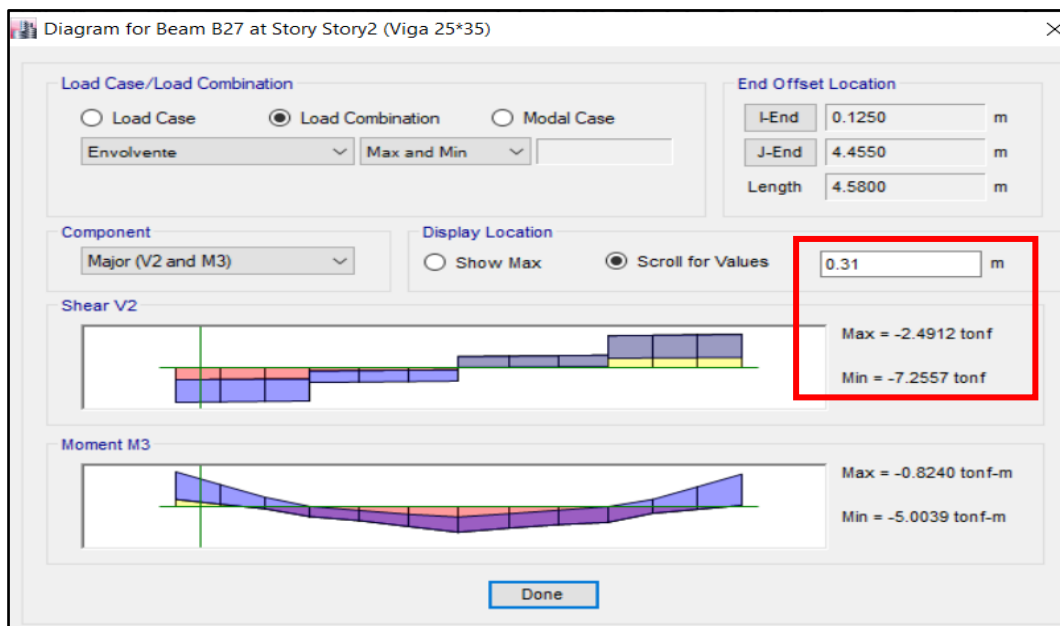 Diagram for Beam B27 at Story Story2 (Viga 25*35)
Load Case/Load Combination
Load Case Load Combination Modal Case
Envolvente Max and Min
End Offset Location
I-End 0.1250 m
J-End 4.4550 m
Length 4.5800 m
Component
Major (V2 and M3)
Display Location
Show Max Scroll for Values 0.31 m
Shear V2
Max = -2.4912 tonf
Min = -7.2557 tonf
Moment M3
Max = -0.8240 tonf-m
Min = -5.0039 tonf-m
Done